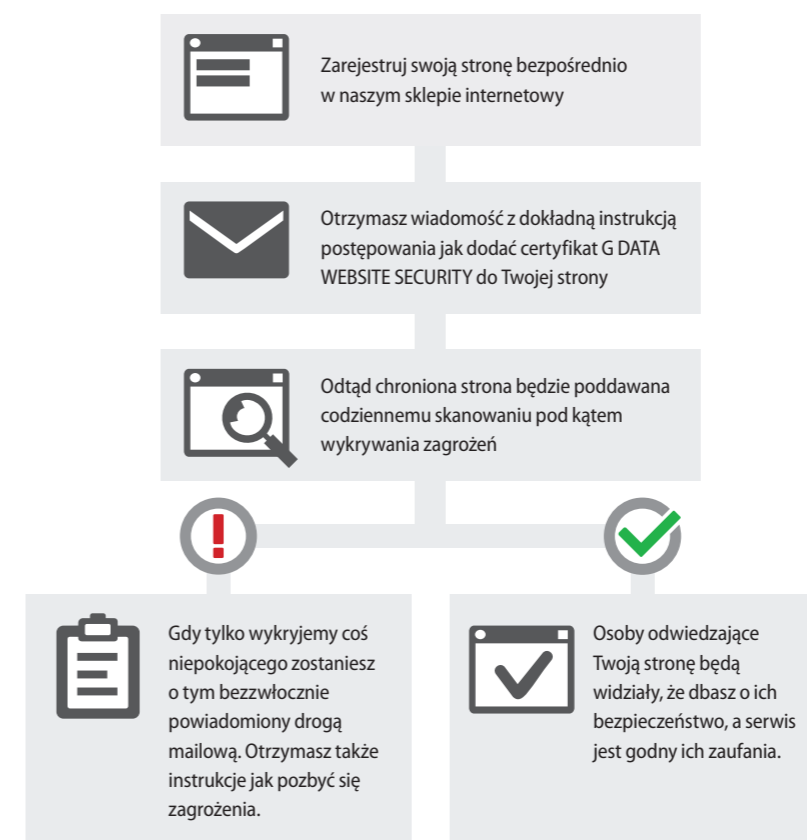 Zarejestruj swoją stronę bezpośrednio
w naszym sklepie internetowy
Otrzymasz wiadomość z dokładną instrukcją
postępowania jak dodać certyfikat G DATA
WEBSITE SECURITY do Twojej strony
Odtąd chroniona strona będzie poddawana
codziennemu skanowaniu pod kątem
wykrywania zagrożeń
Gdy tylko wykryjemy coś
niepokojącego zostaniesz
o tym bezzwłocznie
powiadomiony drogą
mailową. Otrzymasz także
instrukcje jak pozbyć się
zagrożenia.
Osoby odwiedzające
Twoją stronę będą
widziały, że dbasz o ich
bezpieczeństwo, a serwis
jest godny ich zaufania.